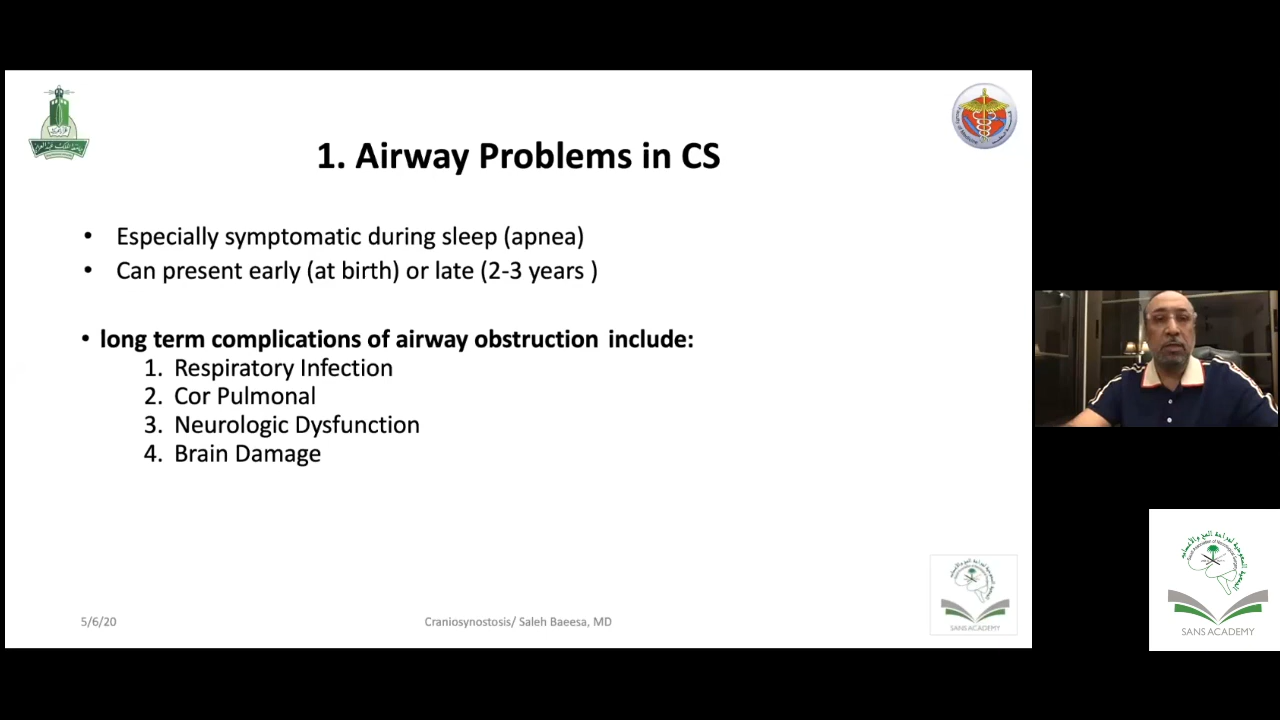 1. Airway Problems in CS
• Especially symptomatic during sleep (apnea)
• Can present early (at birth) or late (2-3 years )
• long term complications of airway obstruction include:
1. Respiratory Infection
2. Cor Pulmonal
3. Neurologic Dysfunction
4. Brain Damage
5/6/20
Craniosynostosis/ Saleh Baeesa, MD
SANS ACADEMY
SANS ACADEMY